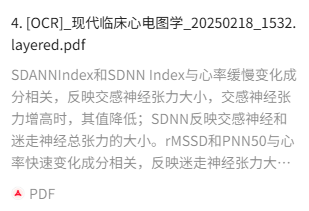 4. [OCR]_现代临床心电图学_20250218_1532.
layered.pdf
SDANNIndex和SDNN Index与心率缓慢变化成
分相关，反映交感神经张力大小，交感神经张
力增高时，其值降低；SDNN反映交感神经和
迷走神经总张力的大小。rMSSD和PNN50与心
率快速变化成分相关，反映迷走神经张力大…
PDF